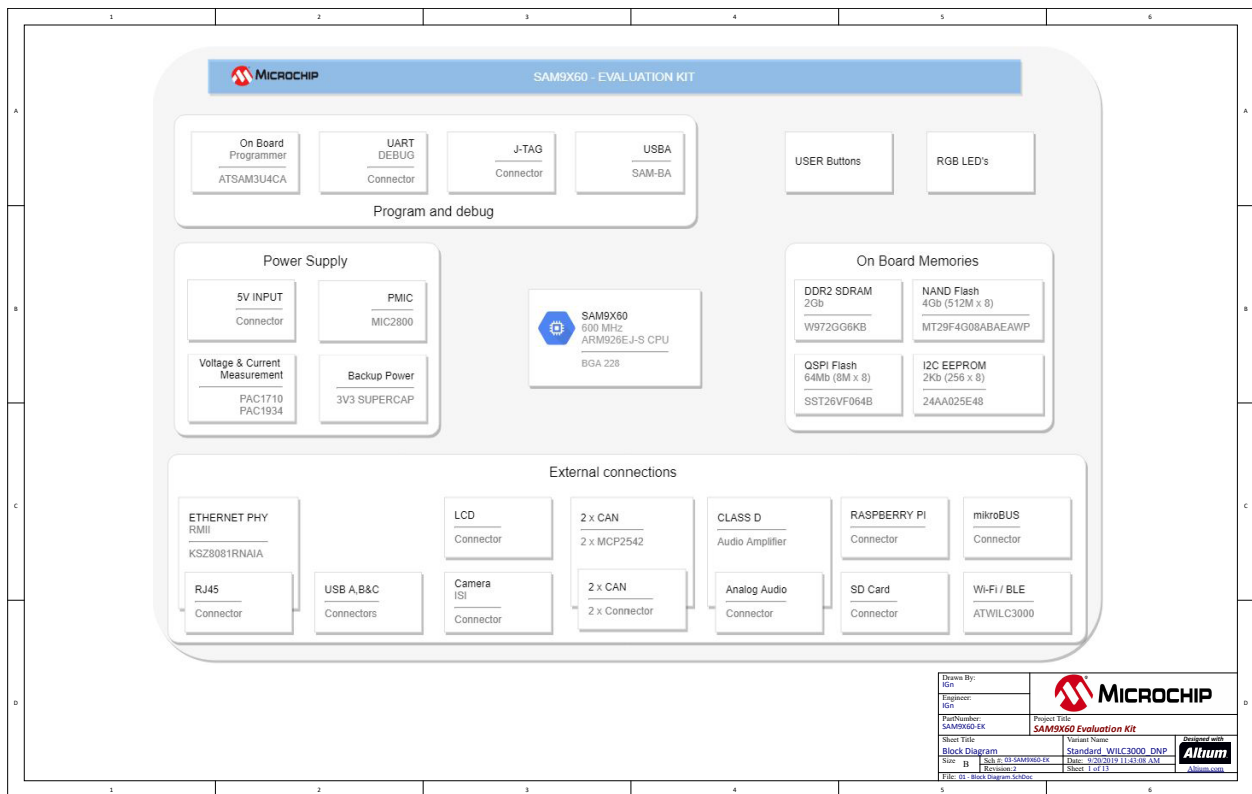 1 2 3 4 5 6
A A
B B
C C
D D
MICROCHIP
SAM9X60 - EVALUATION KIT
On Board
Programmer
ATSAM3U4CA
UART
DEBUG
Connector
J-TAG
Connector
USBA
SAM-BA
Program and debug
USER Buttons
RGB LED's
Power Supply
5V INPUT
Connector
PMIC
MIC2800
Voltage & Current
Measurement
PAC1710
PAC1934
Backup Power
3V3 SUPERCAP
SAM9X60
600 MHz
ARM926EJ-S CPU
BGA 228
On Board Memories
DDR2 SDRAM
2Gb
W972GG6KB
NAND Flash
4Gb (512M x 8)
MT29F4G08ABAEAWP
QSPI Flash
64Mb (8M x 8)
SST26VF064B
I2C EEPROM
2Kb (256 x 8)
24AA025E48
External connections
ETHERNET PHY
RMII
KSZ8081RNAIA
RJ45
Connector
USB A,B&C
Connectors
LCD
Connector
Camera
ISI
Connector
2 x CAN
2 x MCP2542
2 x CAN
2 x Connector
CLASS D
Audio Amplifier
Analog Audio
Connector
RASPBERRY PI
Connector
SD Card
Connector
mikroBUS
Connector
Wi-Fi / BLE
ATWILC3000
Drawn By:
IGn
Engineer:
IGn
PartNumber:
SAM9X60-EK
MICROCHIP
Project Title
SAM9X60 Evaluation Kit
Sheet Title
Block Diagram
Variant Name
Standard_WILC3000_DNP
Designed with
Altium
Altium.com
Size B
Sch #: 03-SAM9X60-EK
Date: 9/20/2019 11:43:08 AM
Revision:2
Sheet 1 of 13
File: 01 - Block Diagram.SchDoc
1 2 3 4 5 6